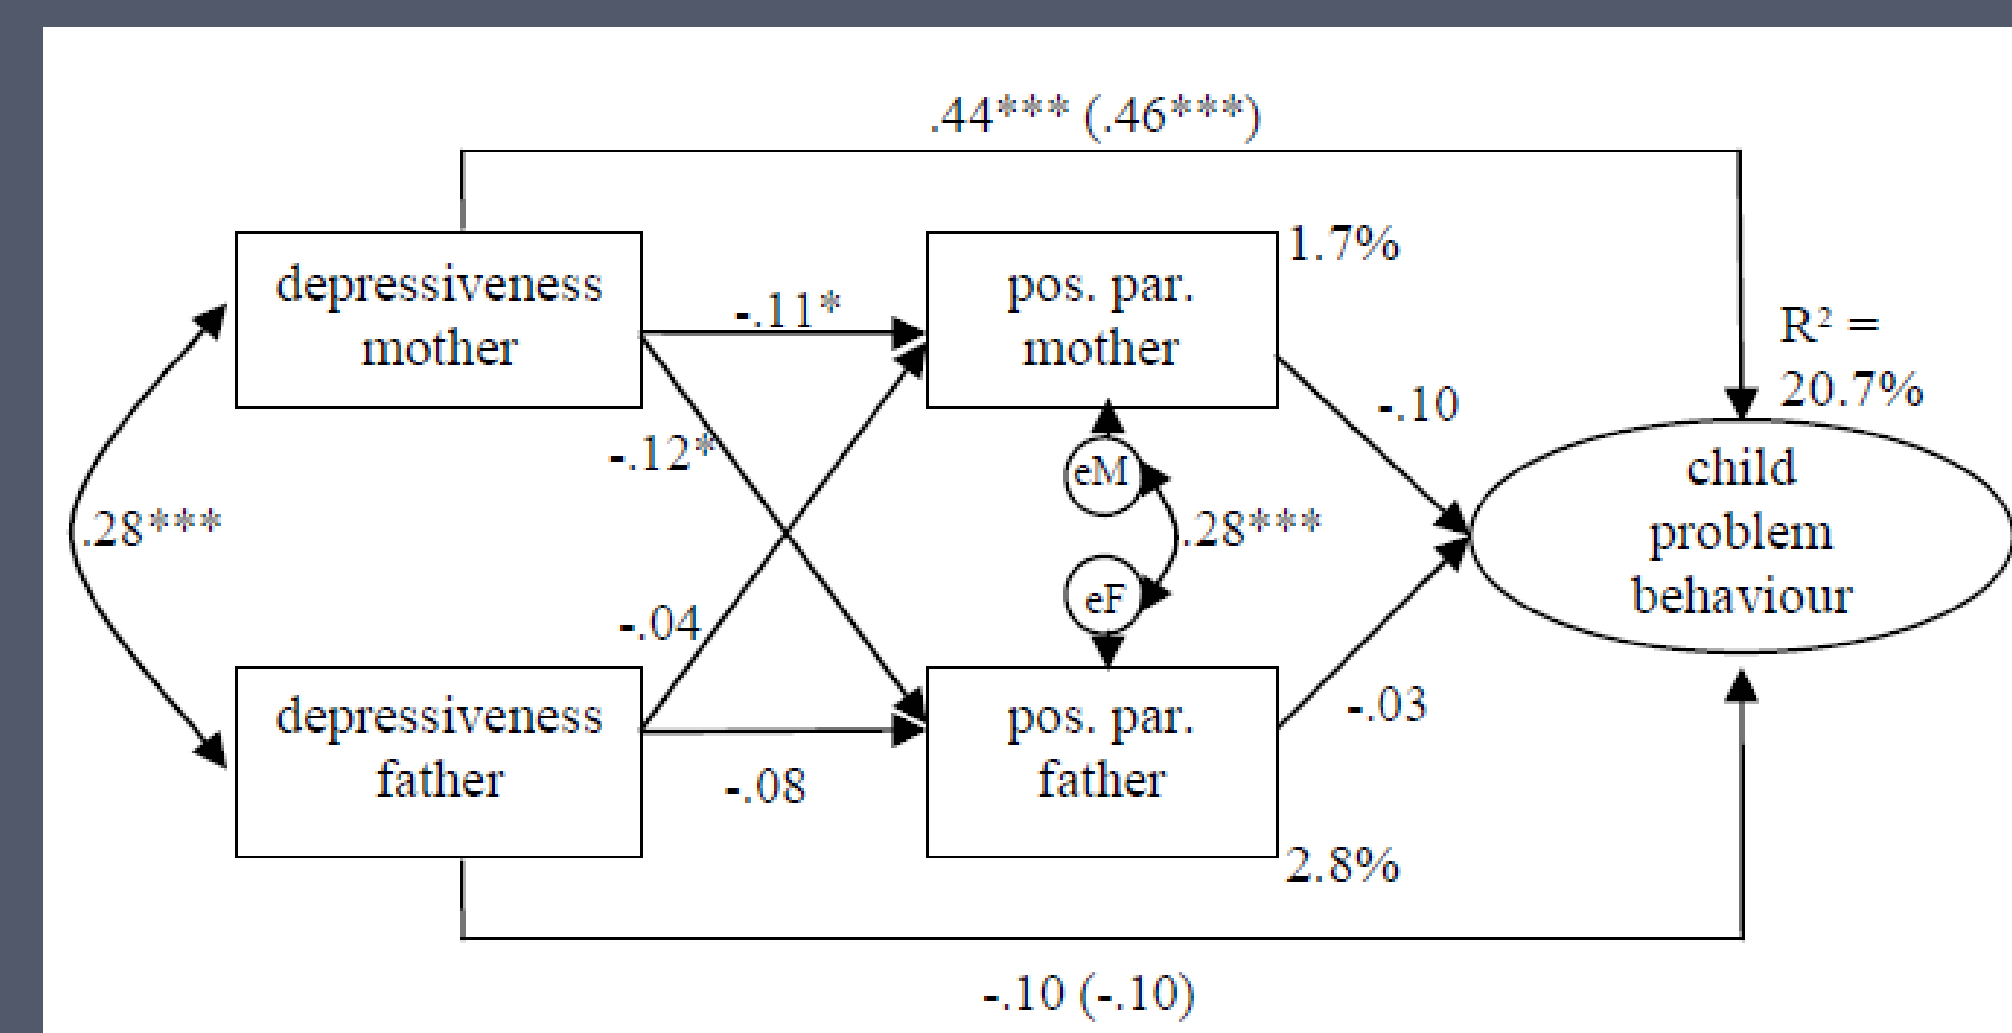 .44*** (.46***)
depressiveness
mother
-.11*
pos. par.
mother
1.7%
R² =
20.7%
-.12*
-.10
eM
.28***
.28***
child
problem
behaviour
eF
-.04
depressiveness
father
-.08
pos. par.
father
-.03
2.8%
-.10 (-.10)